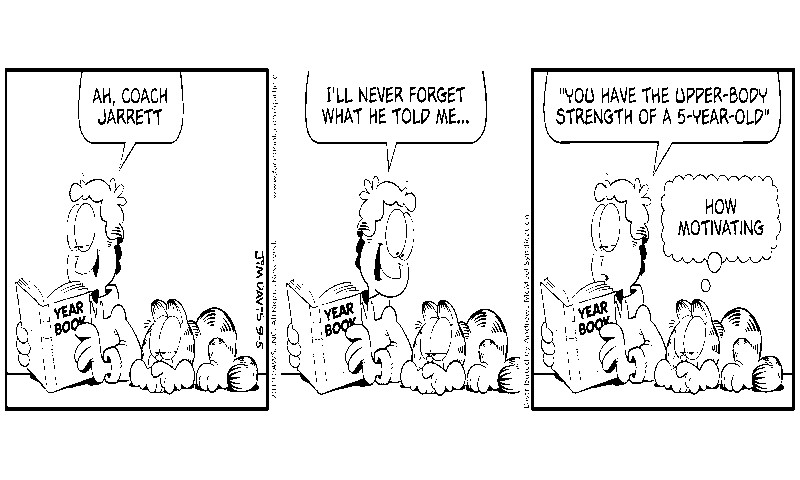 AH, COACH
JARRETT
YEAR
BOOK
JIM DAVIS 9-5
I'LL NEVER FORGET
WHAT HE TOLD ME...
YEAR
BOOK
"YOU HAVE THE UPPER-BODY
STRENGTH OF A 5-YEAR-OLD"
HOW
MOTIVATING
YEAR
BOOK